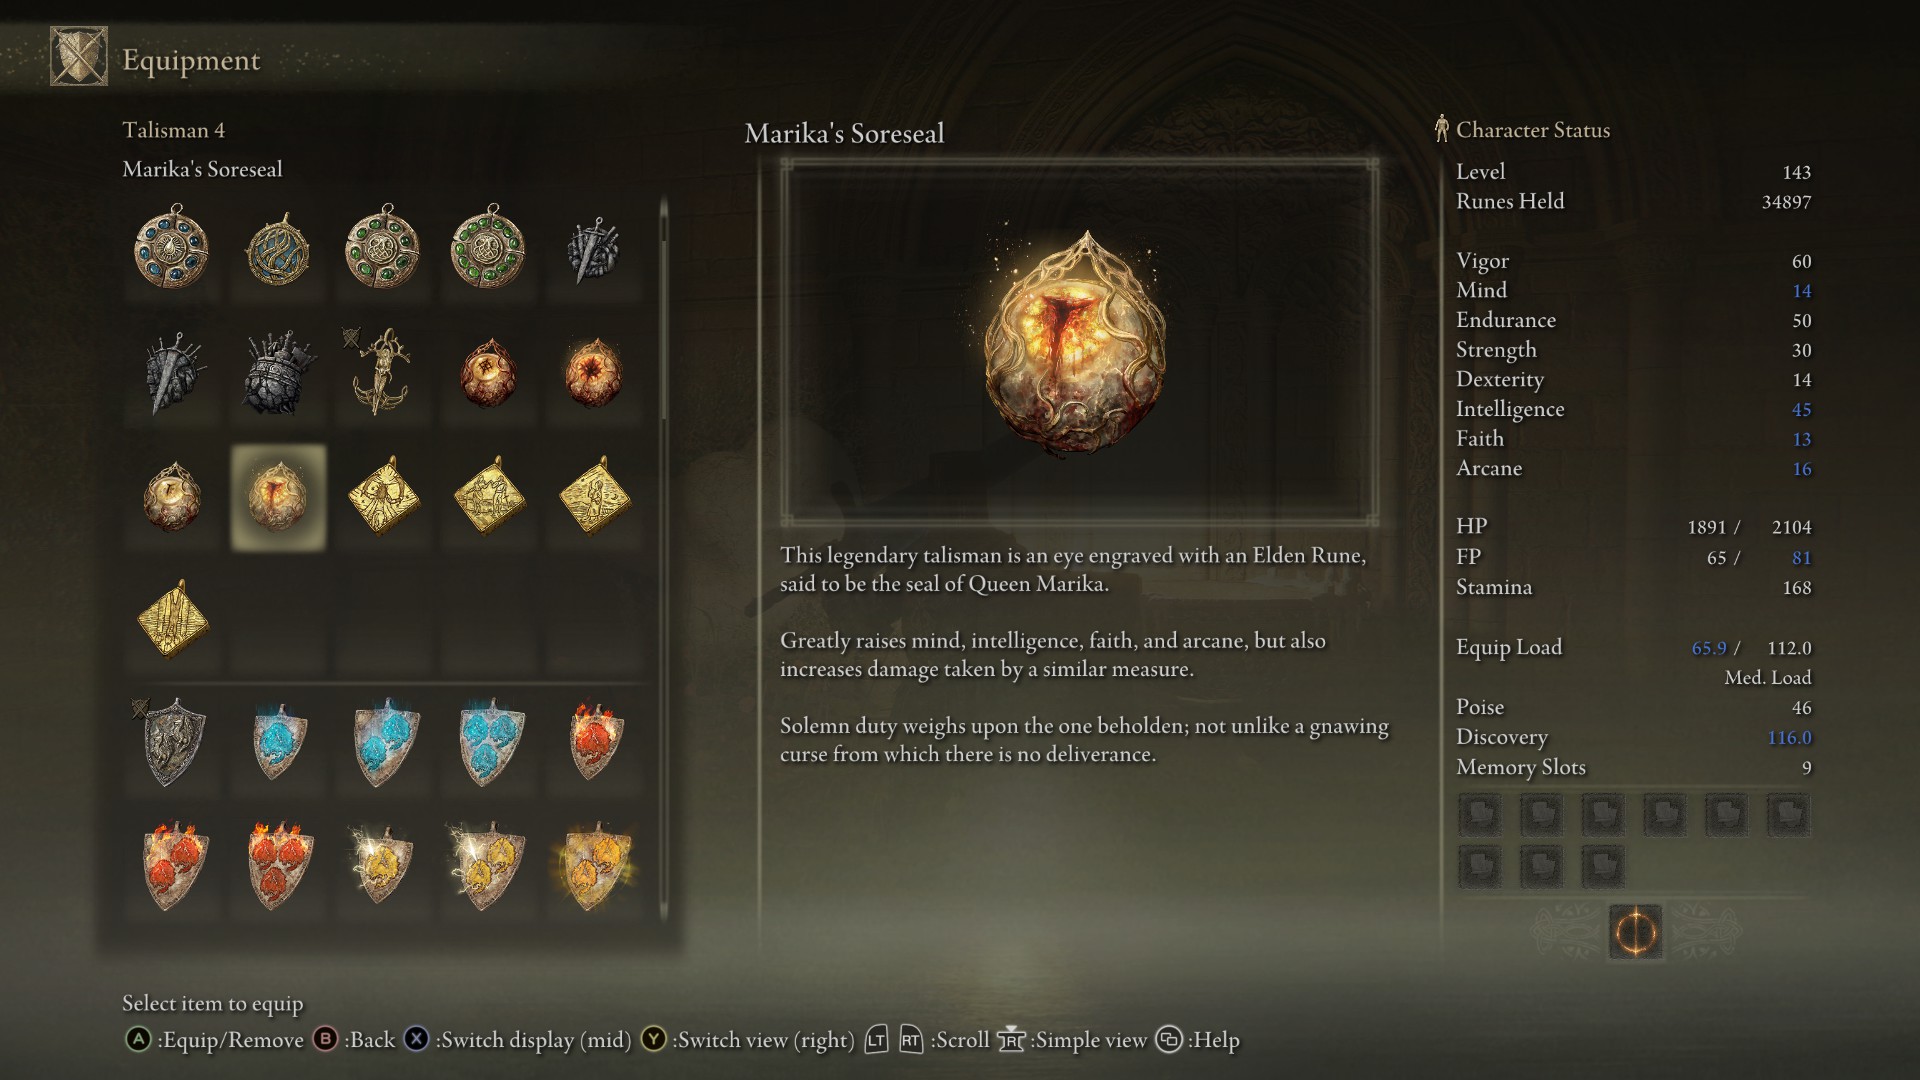 Equipment
Talisman 4
Marika's Soreseal
Marika's Soreseal
This legendary talisman is an eye engraved with an Elden Rune,
said to be the seal of Queen Marika.
Greatly raises mind, intelligence, faith, and arcane, but also
increases damage taken by a similar measure.
Solemn duty weighs upon the one beholden; not unlike a gnawing
curse from which there is no deliverance.
Character Status
Level 143
Runes Held 34897
Vigor 60
Mind 14
Endurance 50
Strength 30
Dexterity 14
Intelligence 45
Faith 13
Arcane 16
HP 1891 / 2104
FP 65 / 81
Stamina 168
Equip Load 65.9 / 112.0
Med. Load
Poise 46
Discovery 116.0
Memory Slots 9
Select item to equip
A :Equip/Remove B :Back X :Switch display (mid) Y :Switch view (right) LT RT :Scroll R :Simple view :Help